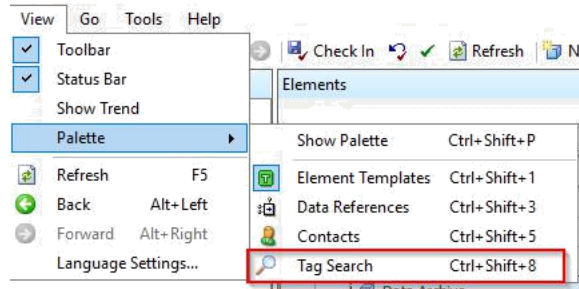 View Go Tools Help
Toolbar
Check In
Refresh
N
Status Bar
Elements
Show Trend
Palette
Show Palette Ctrl+Shift+P
Refresh F5
Element Templates Ctrl+Shift+1
Back Alt+Left
Data References Ctrl+Shift+3
Forward Alt+Right
Contacts Ctrl+Shift+5
Language Settings...
Tag Search Ctrl+Shift+8